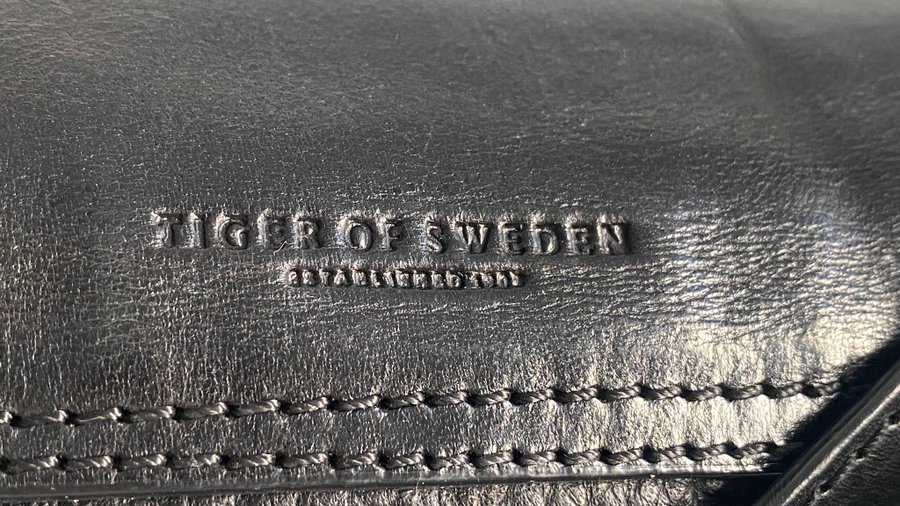 TIGER OF SWEDEN
ESTABLISHED